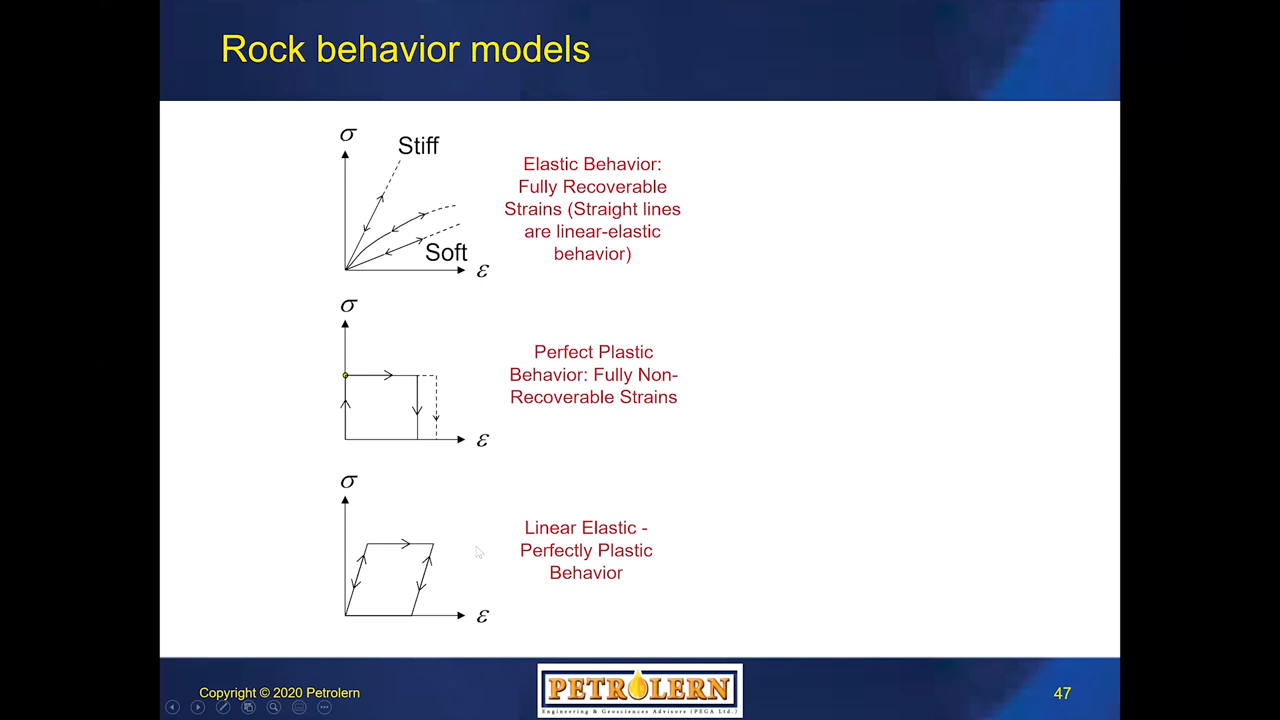 Rock behavior models
σ
Stiff
Soft
ε
Elastic Behavior:
Fully Recoverable
Strains (Straight lines
are linear-elastic
behavior)
σ
ε
Perfect Plastic
Behavior: Fully Non-
Recoverable Strains
σ
ε
Linear Elastic -
Perfectly Plastic
Behavior
Copyright © 2020 Petrolern
PETROLERN
Engineering & Geosciences Advisors (PEGA Ltd.)
47